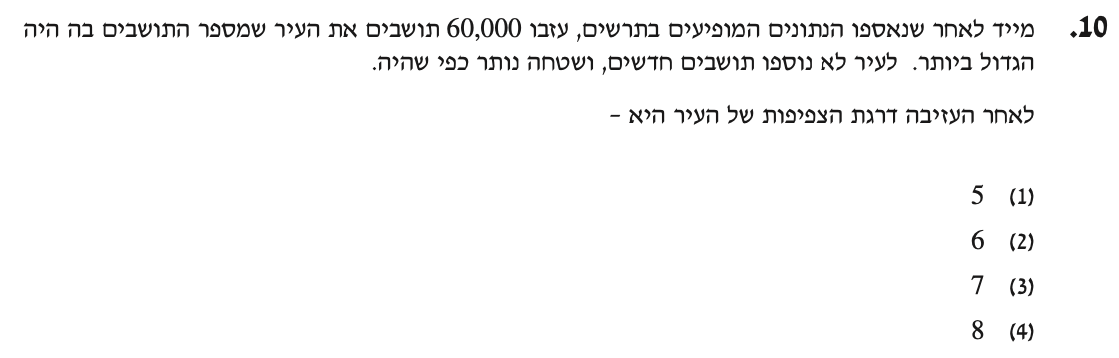 10. מייד לאחר שנאספו הנתונים המופיעים בתרשים, עזבו 60,000 תושבים את העיר שמספר התושבים בה היה
הגדול ביותר. לעיר לא נוספו תושבים חדשים, ושטחה נותר כפי שהיה.
לאחר העזיבה דרגת הצפיפות של העיר היא –
(1) 5
(2) 6
(3) 7
(4) 8